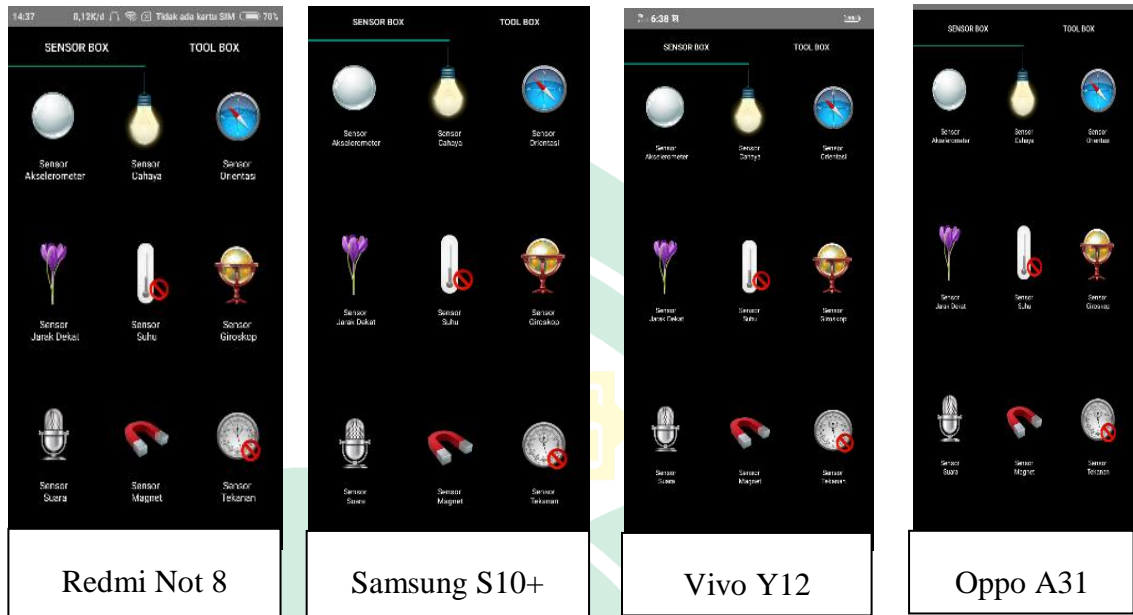 14:37 0,12K/d Tidak ada kartu SIM 70%
SENSOR BOX TOOL BOX
Sensor Akselerometer
Sensor Cahaya
Sensor Orientasi
Sensor Jarak Dekat
Sensor Suhu
Sensor Giroskop
Sensor Suara
Sensor Magnet
Sensor Tekanan
Redmi Not 8
SENSOR BOX TOOL BOX
Sensor Akselerometer
Sensor Cahaya
Sensor Orientasi
Sensor Jarak Dekat
Sensor Suhu
Sensor Giroskop
Sensor Suara
Sensor Magnet
Sensor Tekanan
Samsung S10+
6:38
SENSOR BOX TOOL BOX
Sensor Akselerometer
Sensor Cahaya
Sensor Orientasi
Sensor Jarak Dekat
Sensor Suhu
Sensor Giroskop
Sensor Suara
Sensor Magnet
Sensor Tekanan
Vivo Y12
SENSOR BOX TOOL BOX
Sensor Akselerometer
Sensor Cahaya
Sensor Orientasi
Sensor Jarak Dekat
Sensor Suhu
Sensor Giroskop
Sensor Suara
Sensor Magnet
Sensor Tekanan
Oppo A31